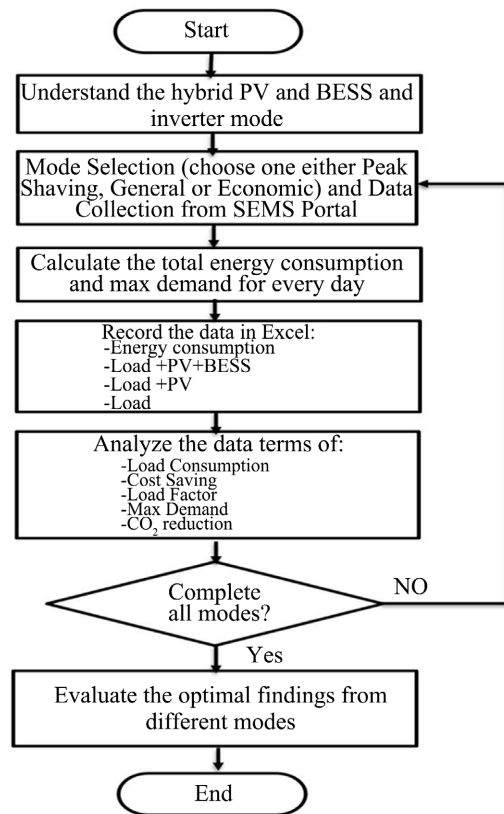 Start
Understand the hybrid PV and BESS and
inverter mode
Mode Selection (choose one either Peak
Shaving, General or Economic) and Data
Collection from SEMS Portal
Calculate the total energy consumption
and max demand for every day
Record the data in Excel:
-Energy consumption
-Load +PV+BESS
-Load +PV
-Load
Analyze the data terms of:
-Load Consumption
-Cost Saving
-Load Factor
-Max Demand
-CO₂ reduction
Complete
all modes?
NO
Yes
Evaluate the optimal findings from
different modes
End